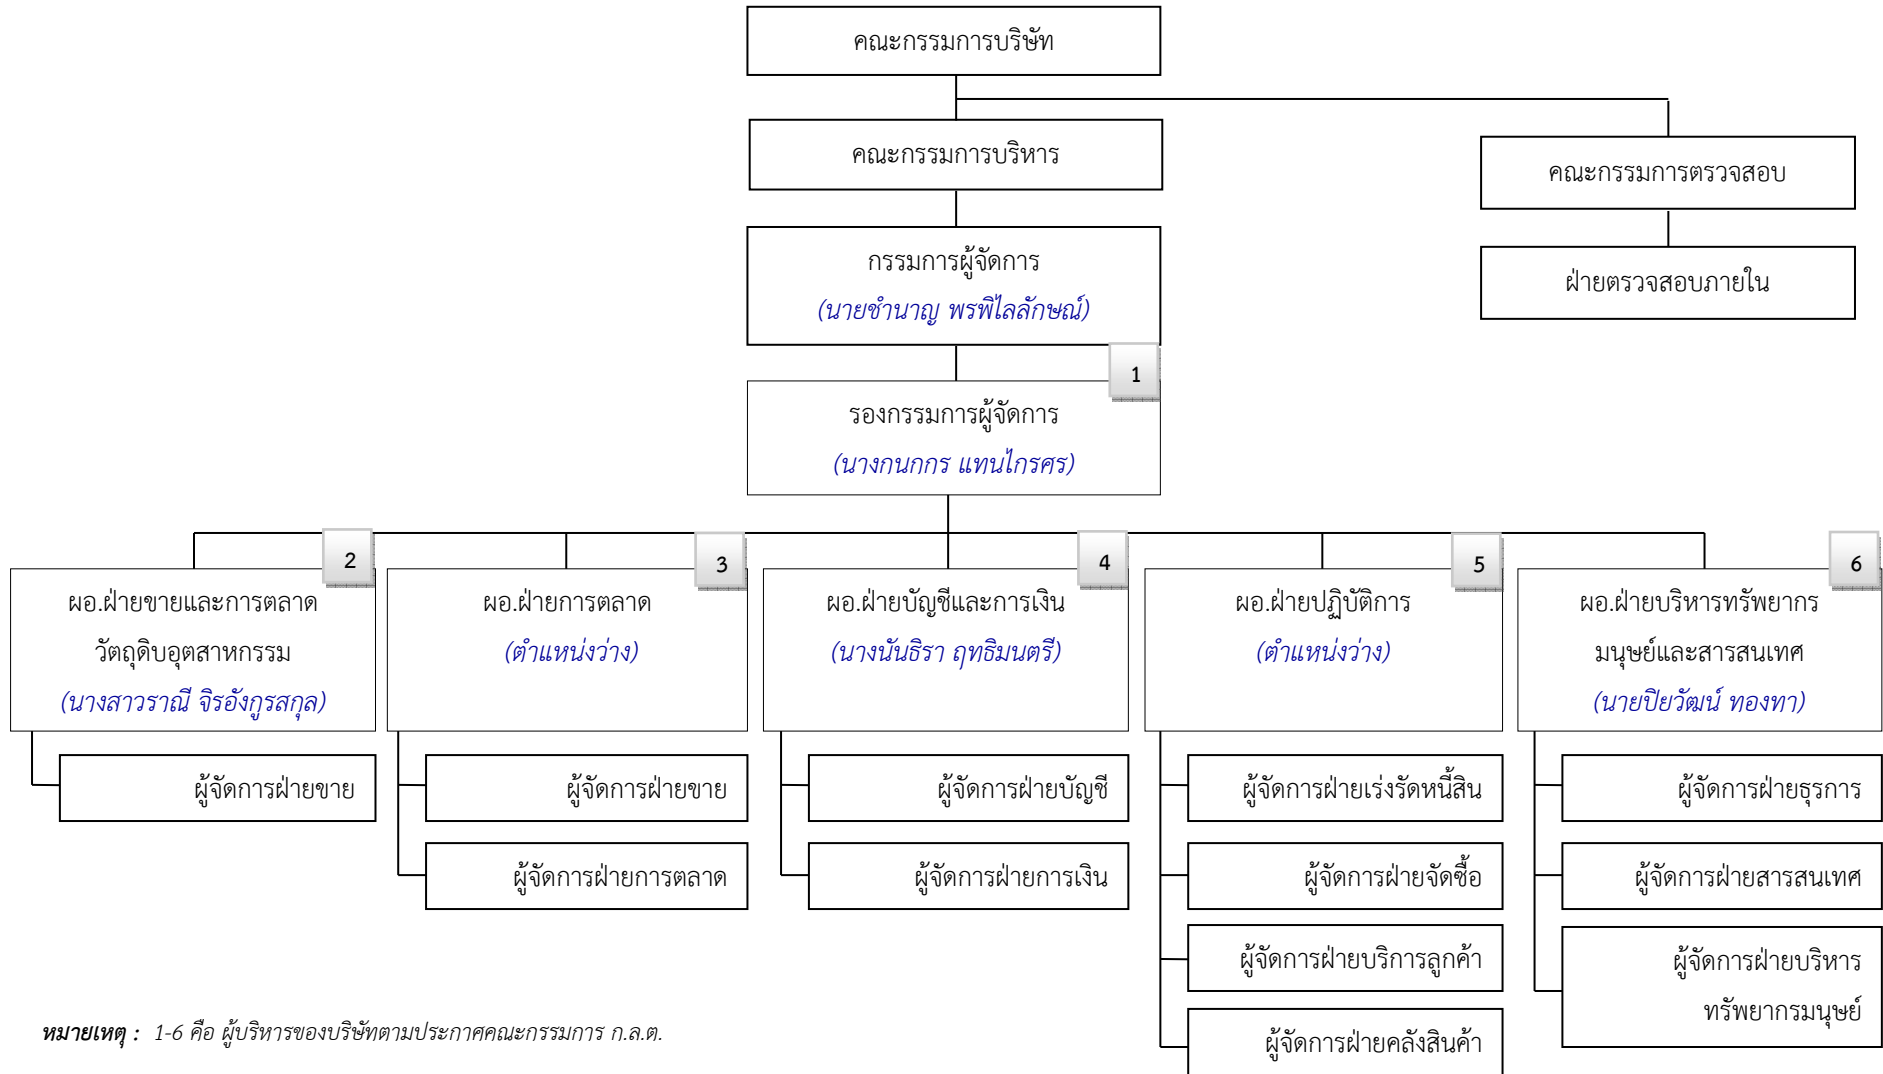 คณะกรรมการบริษัท
คณะกรรมการบริหาร
คณะกรรมการตรวจสอบ
กรรมการผู้จัดการ
(นายชำนาญ พรพิไลลักษณ์)
ฝ่ายตรวจสอบภายใน
1
รองกรรมการผู้จัดการ
(นางกนกกร แทนไกรศร)
2
ผอ.ฝ่ายขายและการตลาด
วัตถุดิบอุตสาหกรรม
(นางสาวราณี จิรอังกูรสกุล)
3
ผอ.ฝ่ายการตลาด
(ตำแหน่งว่าง)
4
ผอ.ฝ่ายบัญชีและการเงิน
(นางนันธิรา ฤทธิมนตรี)
5
ผอ.ฝ่ายปฏิบัติการ
(ตำแหน่งว่าง)
6
ผอ.ฝ่ายบริหารทรัพยากร
มนุษย์และสารสนเทศ
(นายปิยวัฒน์ ทองทา)
ผู้จัดการฝ่ายขาย
ผู้จัดการฝ่ายขาย
ผู้จัดการฝ่ายการตลาด
ผู้จัดการฝ่ายบัญชี
ผู้จัดการฝ่ายการเงิน
ผู้จัดการฝ่ายเร่งรัดหนี้สิน
ผู้จัดการฝ่ายจัดซื้อ
ผู้จัดการฝ่ายบริการลูกค้า
ผู้จัดการฝ่ายคลังสินค้า
ผู้จัดการฝ่ายธุรการ
ผู้จัดการฝ่ายสารสนเทศ
ผู้จัดการฝ่ายบริหาร
ทรัพยากรมนุษย์
หมายเหตุ : 1-6 คือ ผู้บริหารของบริษัทตามประกาศคณะกรรมการ ก.ล.ต.